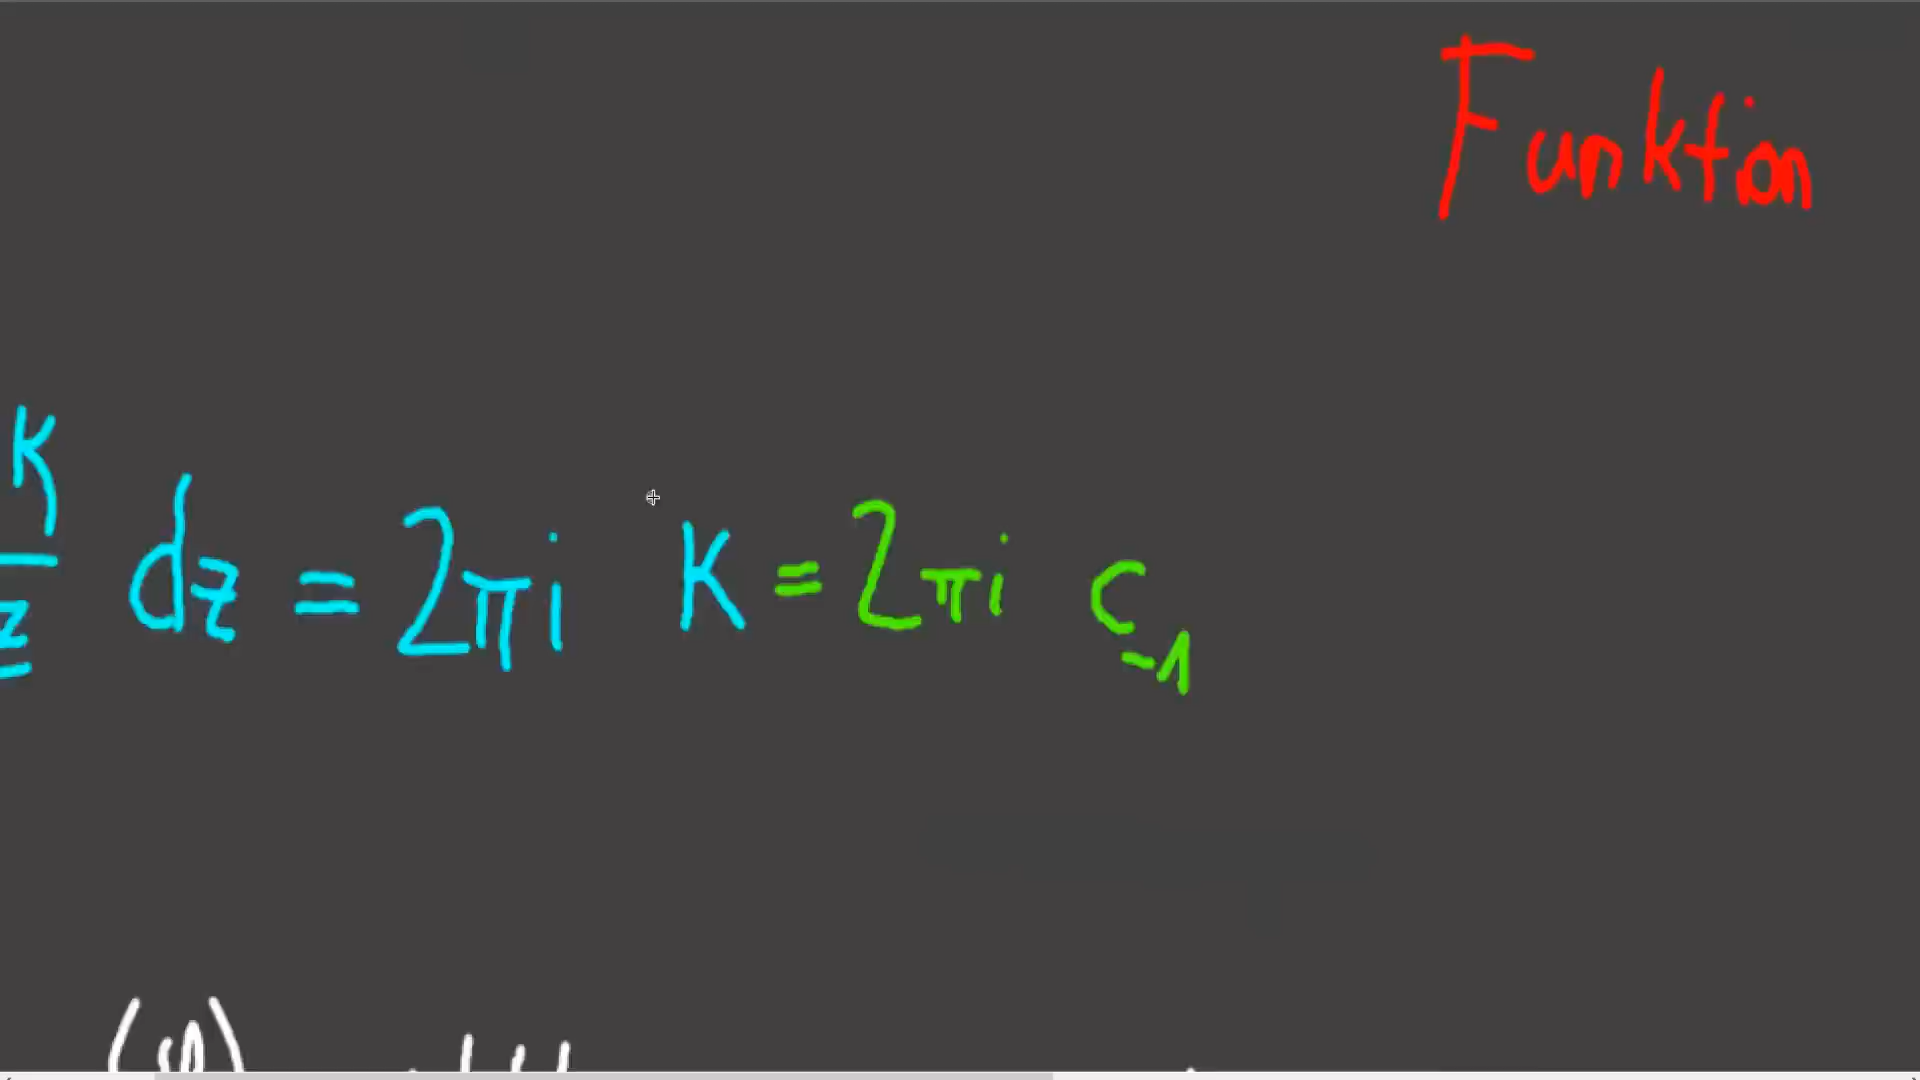 Funktion
K/z dz = 2πi K = 2πi c₋₁